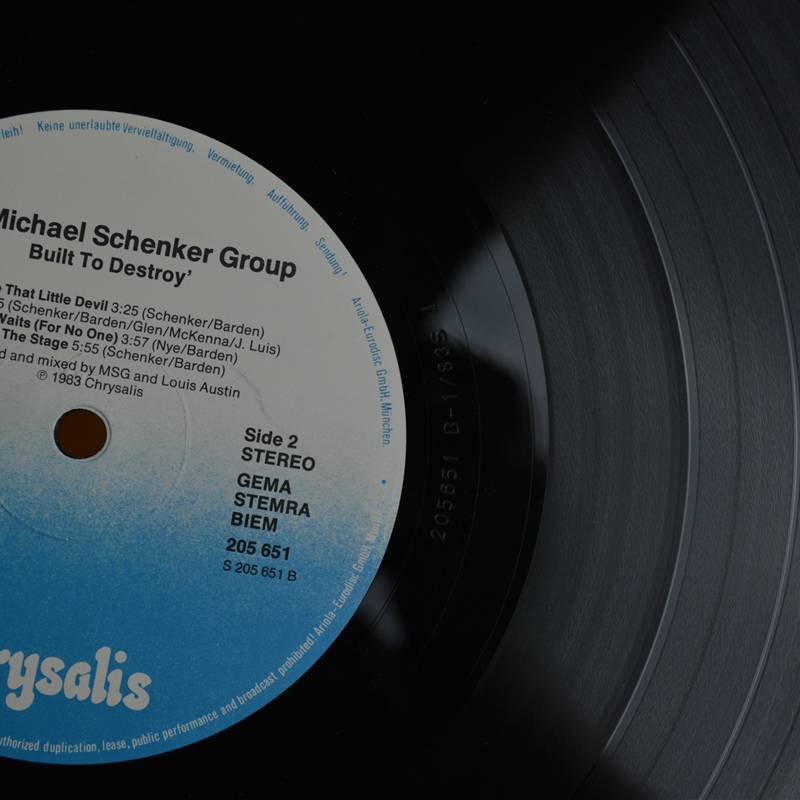 leih! Keine unerlaubte Vervielfältigung, Vermietung, Aufführung, Sendung!
Michael Schenker Group
Built To Destroy'
That Little Devil 3:25 (Schenker/Barden)
5 (Schenker/Barden/Glen/McKenna/J. Luis)
Waits (For No One) 3:57 (Nye/Barden)
The Stage 5:55 (Schenker/Barden)
d and mixed by MSG and Louis Austin
℗ 1983 Chrysalis
Side 2
STEREO
GEMA
STEMRA
BIEM
205 651
S 205 651 B
rysalis
Ariola-Eurodisc GmbH, München.
uthorized duplication, lease, public performance and broadcast prohibited! Ariola-Eurodisc GmbH
205651 B-1/83S